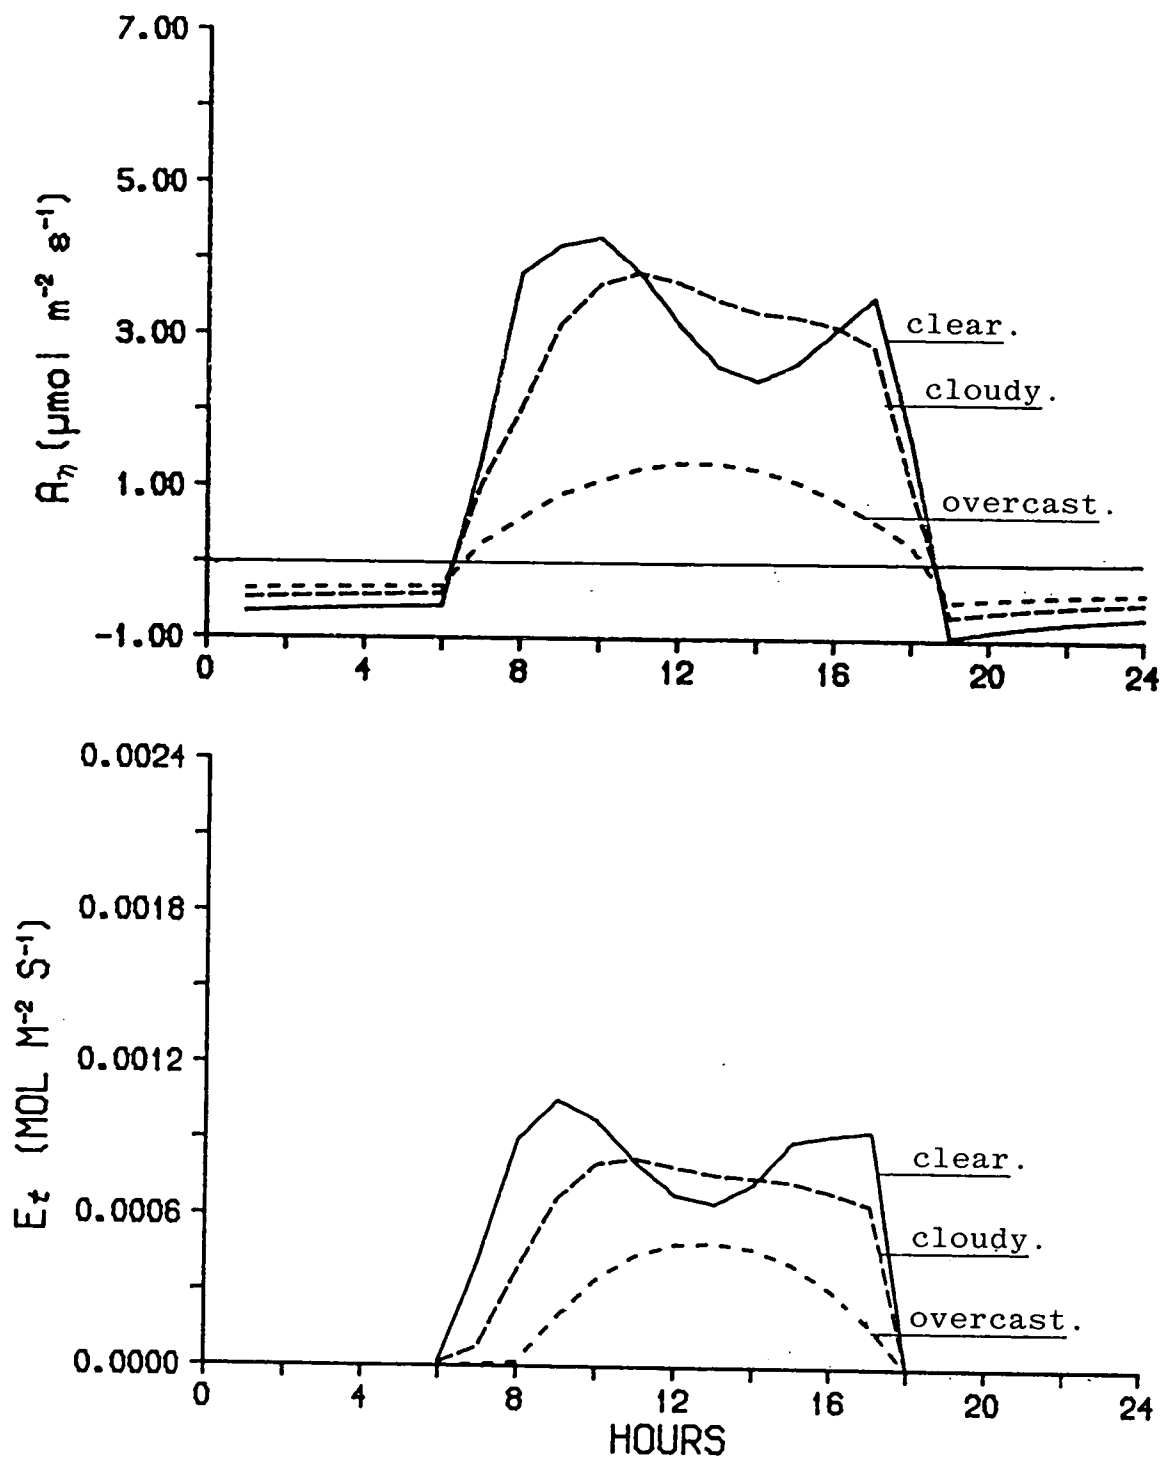 7.00
5.00
3.00
1.00
-1.00
A_η (μmol m⁻² s⁻¹)
clear.
cloudy.
overcast.
0 4 8 12 16 20 24
0.0024
0.0018
0.0012
0.0006
0.0000
E_t (MOL M⁻² S⁻¹)
clear.
cloudy.
overcast.
0 4 8 12 16 20 24
HOURS